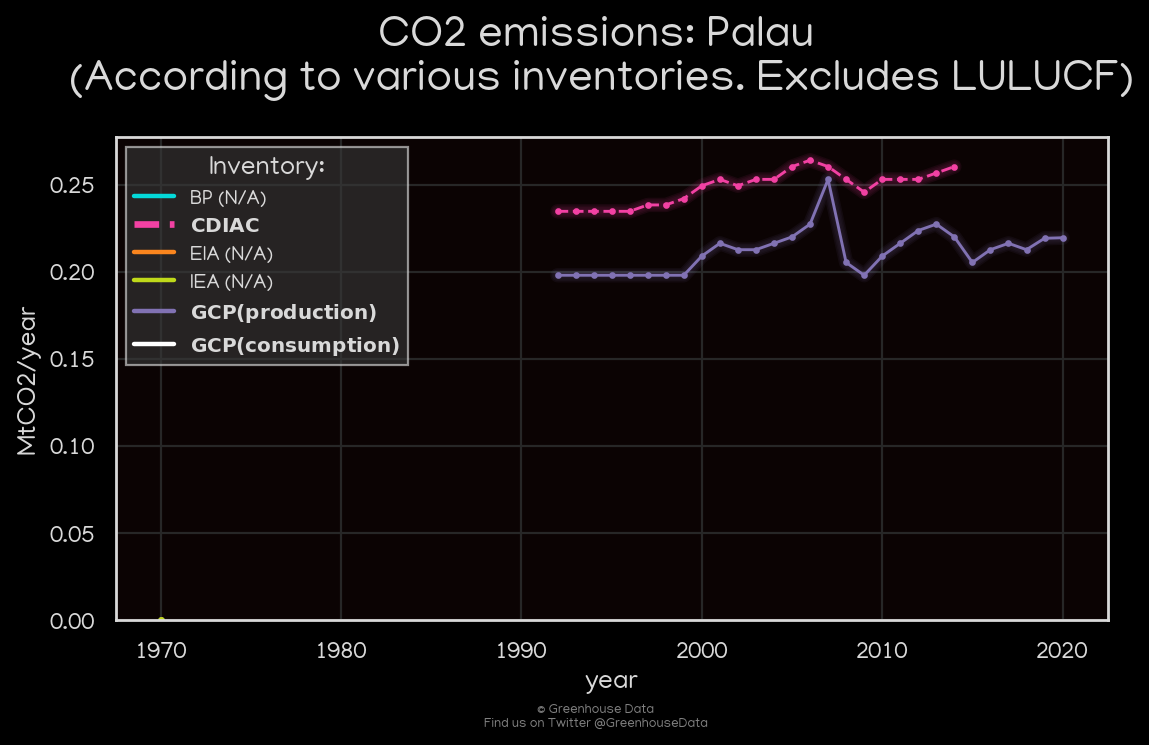 CO2 emissions: Palau
(According to various inventories. Excludes LULUCF)
Inventory:
BP (N/A)
CDIAC
EIA (N/A)
IEA (N/A)
GCP(production)
GCP(consumption)
MtCO2/year
0.25
0.20
0.15
0.10
0.05
0.00
1970 1980 1990 2000 2010 2020
year
© Greenhouse Data
Find us on Twitter @GreenhouseData